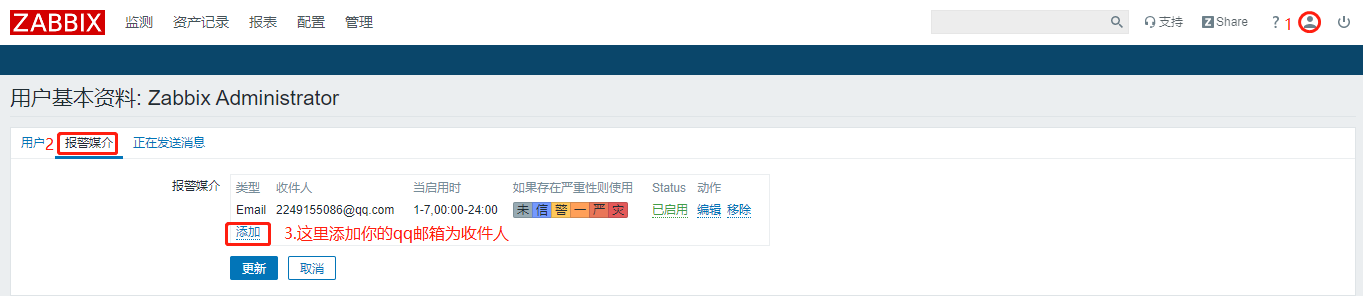 ZABBIX 监测 资产记录 报表 配置 管理 支持 Z Share ? 1
用户基本资料: Zabbix Administrator
用户2 报警媒介 正在发送消息
报警媒介 类型 收件人 当启用时 如果存在严重性则使用 Status 动作
Email 2249155086@qq.com 1-7,00:00-24:00 未 信 警 一 严 灾 已启用 编辑 移除
添加 3.这里添加你的qq邮箱为收件人
更新 取消